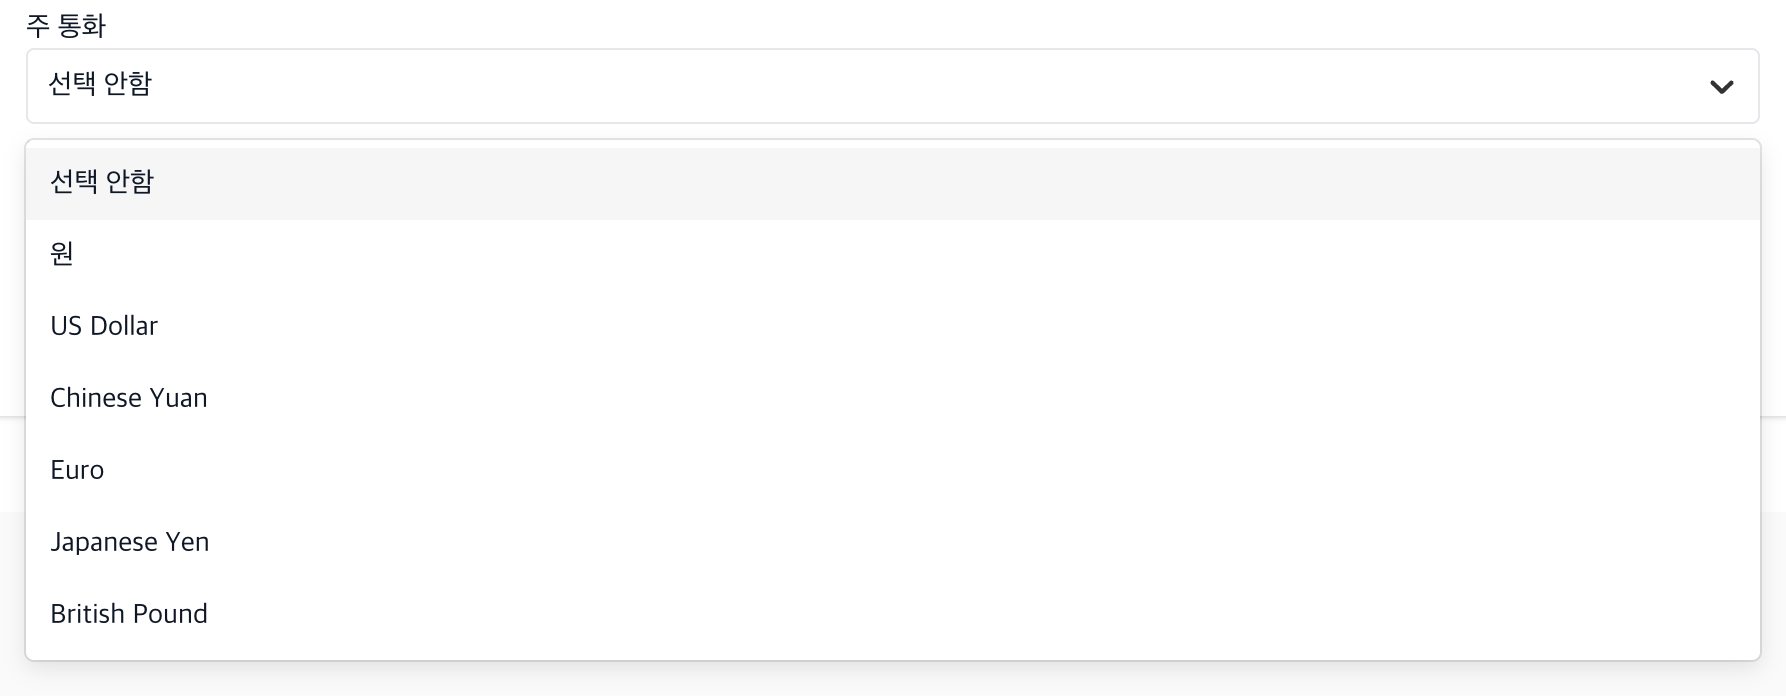 주 통화
선택 안함
선택 안함
원
US Dollar
Chinese Yuan
Euro
Japanese Yen
British Pound